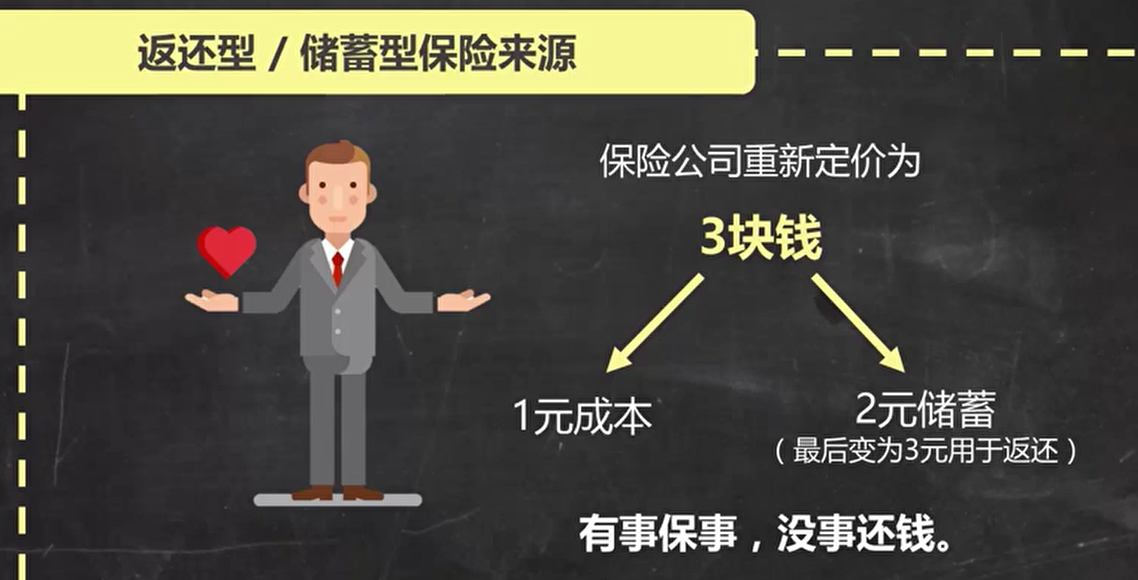 返还型 / 储蓄型保险来源
保险公司重新定价为
3块钱
1元成本
2元储蓄
（最后变为3元用于返还）
有事保事，没事还钱。